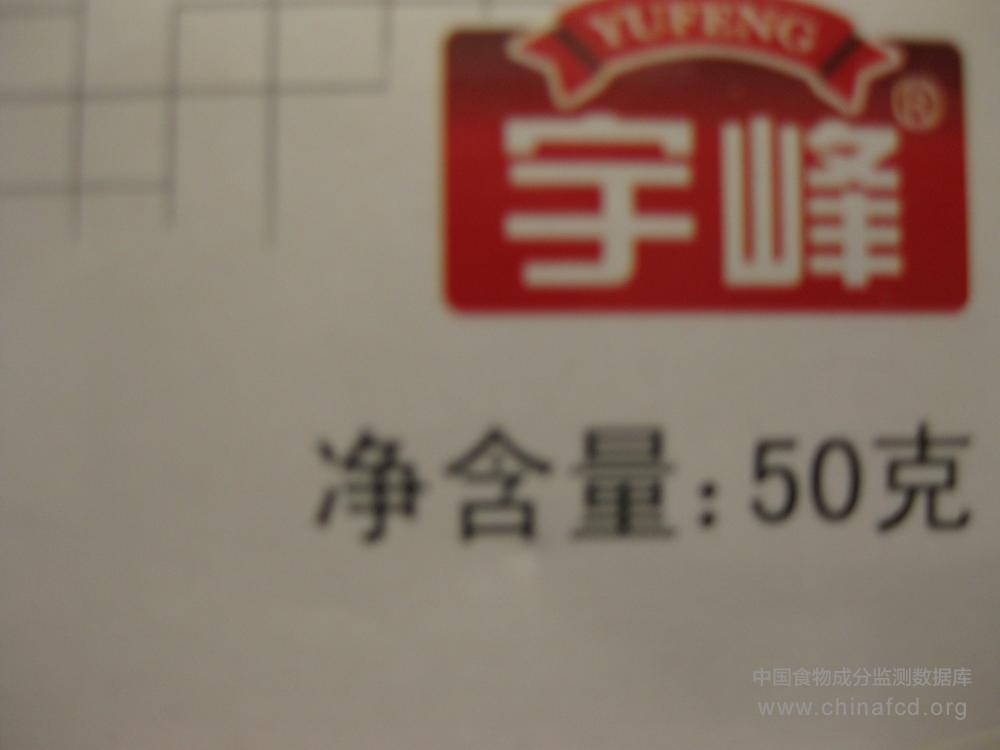 YUFENG
宇峰®
净含量:50克
中国食物成分监测数据库
www.chinafcd.org